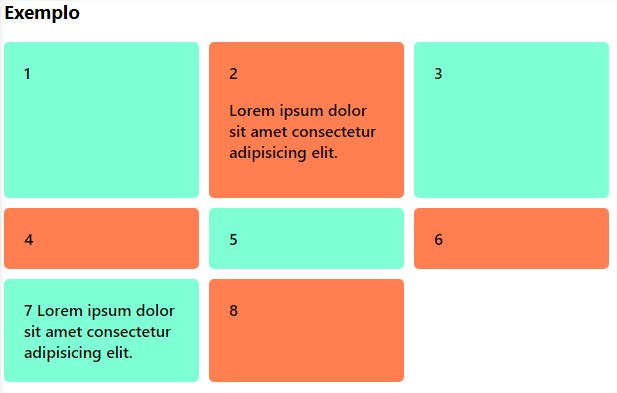 Exemplo
1
2
Lorem ipsum dolor
sit amet consectetur
adipisicing elit.
3
4
5
6
7 Lorem ipsum dolor
sit amet consectetur
adipisicing elit.
8